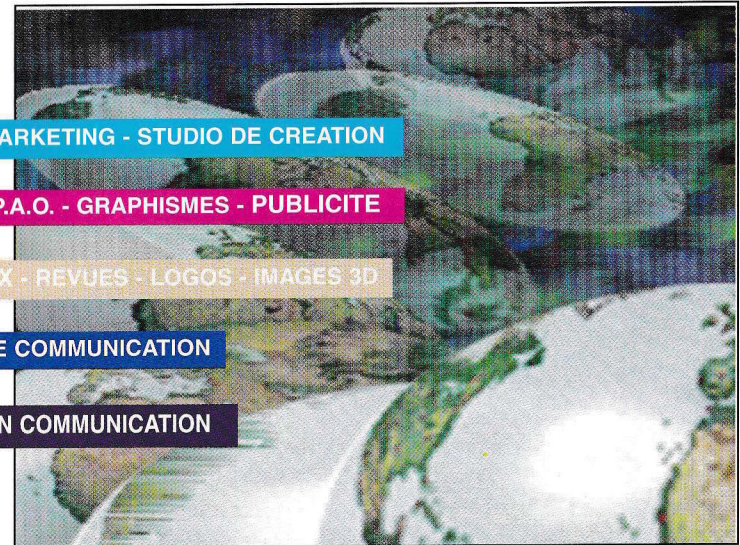 ARKETING - STUDIO DE CREATION
P.A.O. - GRAPHISMES - PUBLICITE
X - REVUES - LOGOS - IMAGES 3D
E COMMUNICATION
N COMMUNICATION